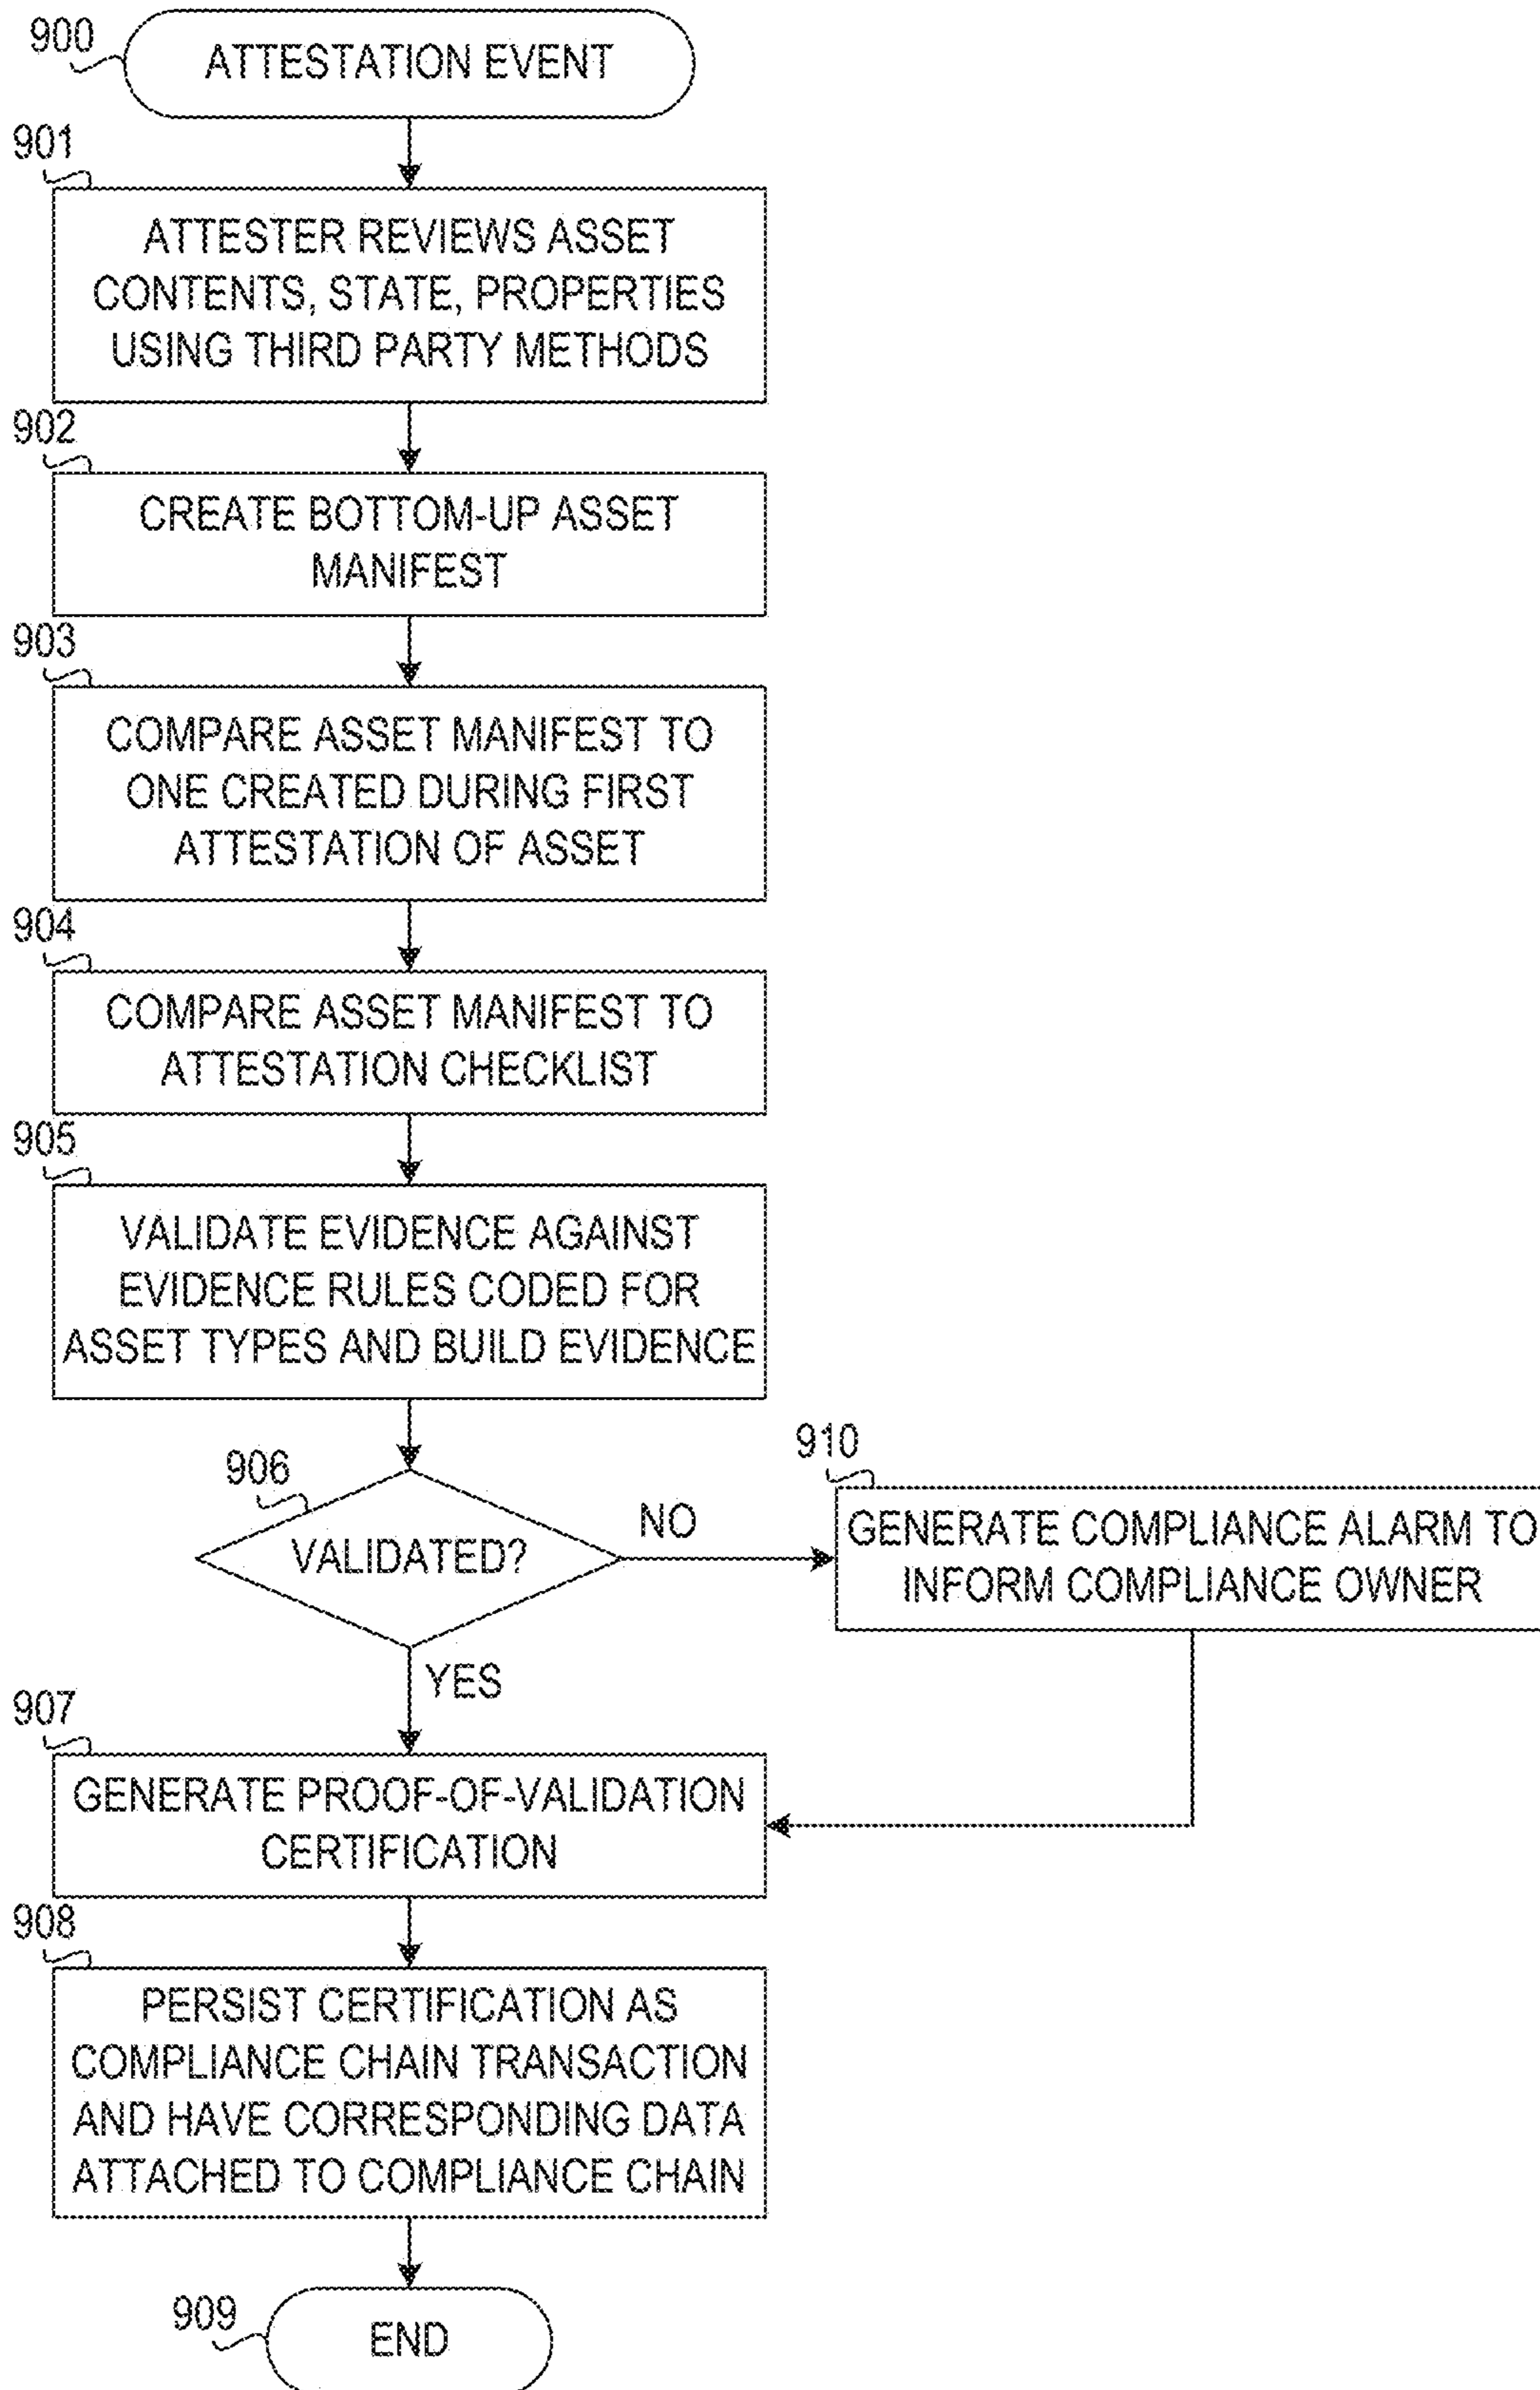 900
ATTESTATION EVENT
901
ATTESTER REVIEWS ASSET
CONTENTS, STATE, PROPERTIES
USING THIRD PARTY METHODS
902
CREATE BOTTOM-UP ASSET
MANIFEST
903
COMPARE ASSET MANIFEST TO
ONE CREATED DURING FIRST
ATTESTATION OF ASSET
904
COMPARE ASSET MANIFEST TO
ATTESTATION CHECKLIST
905
VALIDATE EVIDENCE AGAINST
EVIDENCE RULES CODED FOR
ASSET TYPES AND BUILD EVIDENCE
906
VALIDATED?
NO
910
GENERATE COMPLIANCE ALARM TO
INFORM COMPLIANCE OWNER
YES
907
GENERATE PROOF-OF-VALIDATION
CERTIFICATION
908
PERSIST CERTIFICATION AS
COMPLIANCE CHAIN TRANSACTION
AND HAVE CORRESPONDING DATA
ATTACHED TO COMPLIANCE CHAIN
909
END